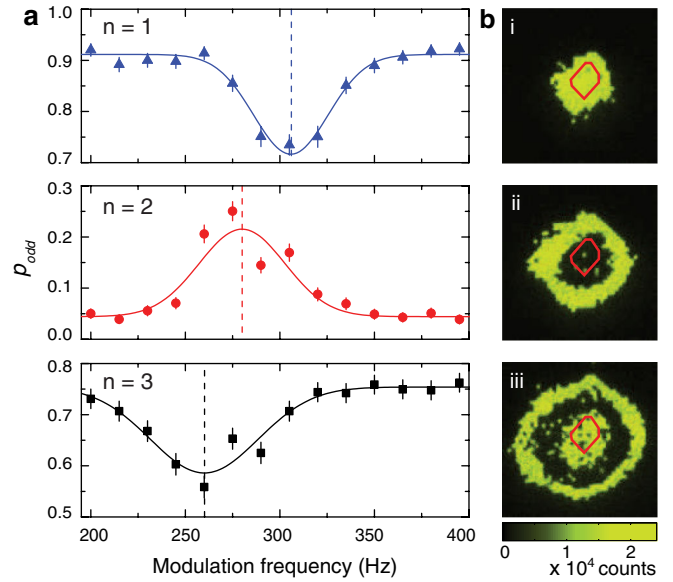 a
n = 1
1.0
0.9
0.8
0.7
n = 2
0.3
0.2
0.1
0.0
n = 3
0.8
0.7
0.6
0.5
p_odd
200 250 300 350 400
Modulation frequency (Hz)
b
i
ii
iii
0 1 2
x 10⁴ counts